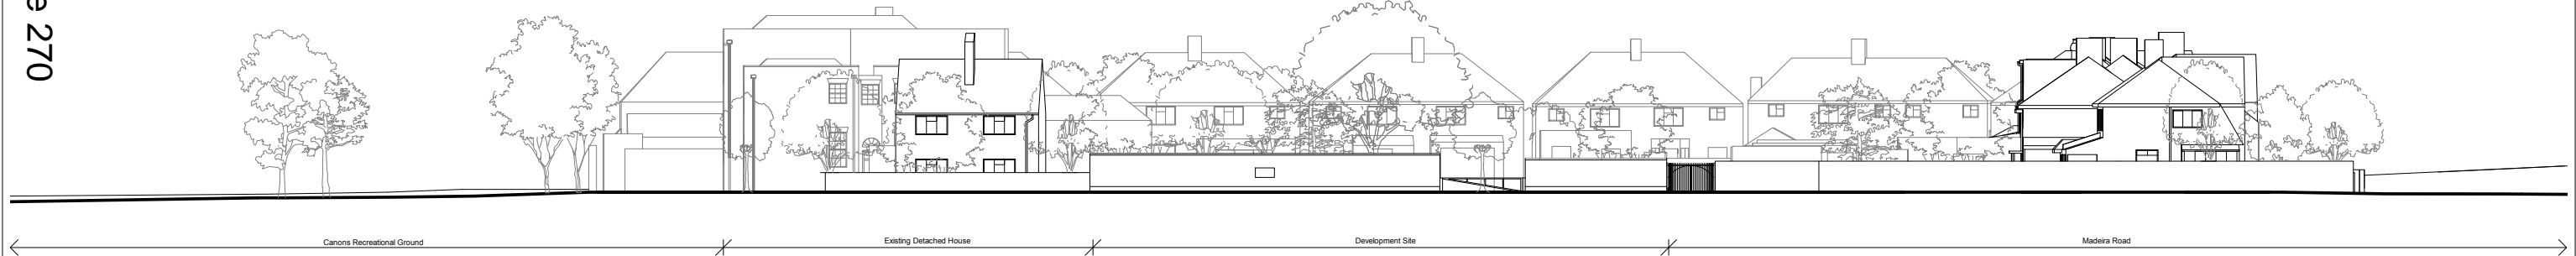 e 270
Canons Recreational Ground
Existing Detached House
Development Site
Madeira Road